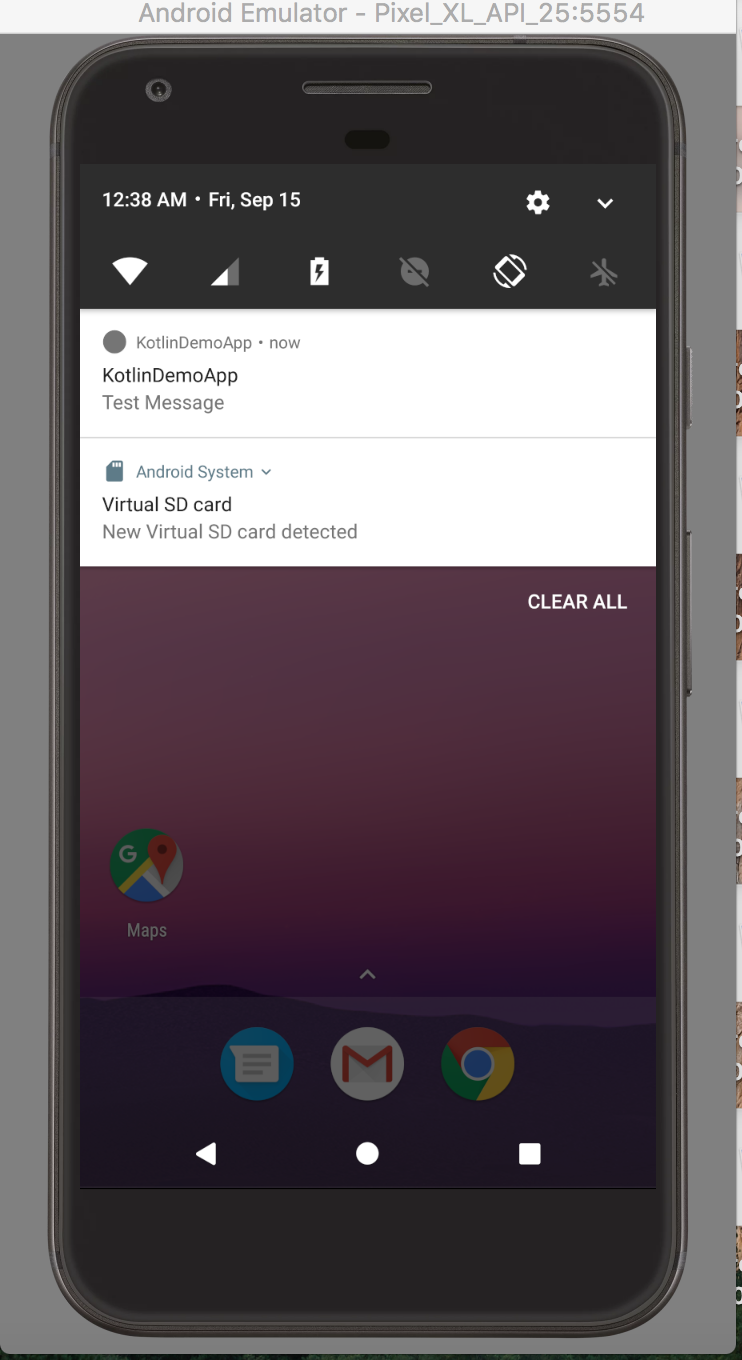 Android Emulator - Pixel_XL_API_25:5554
12:38 AM • Fri, Sep 15
KotlinDemoApp • now
KotlinDemoApp
Test Message
Android System
Virtual SD card
New Virtual SD card detected
CLEAR ALL
G
Maps